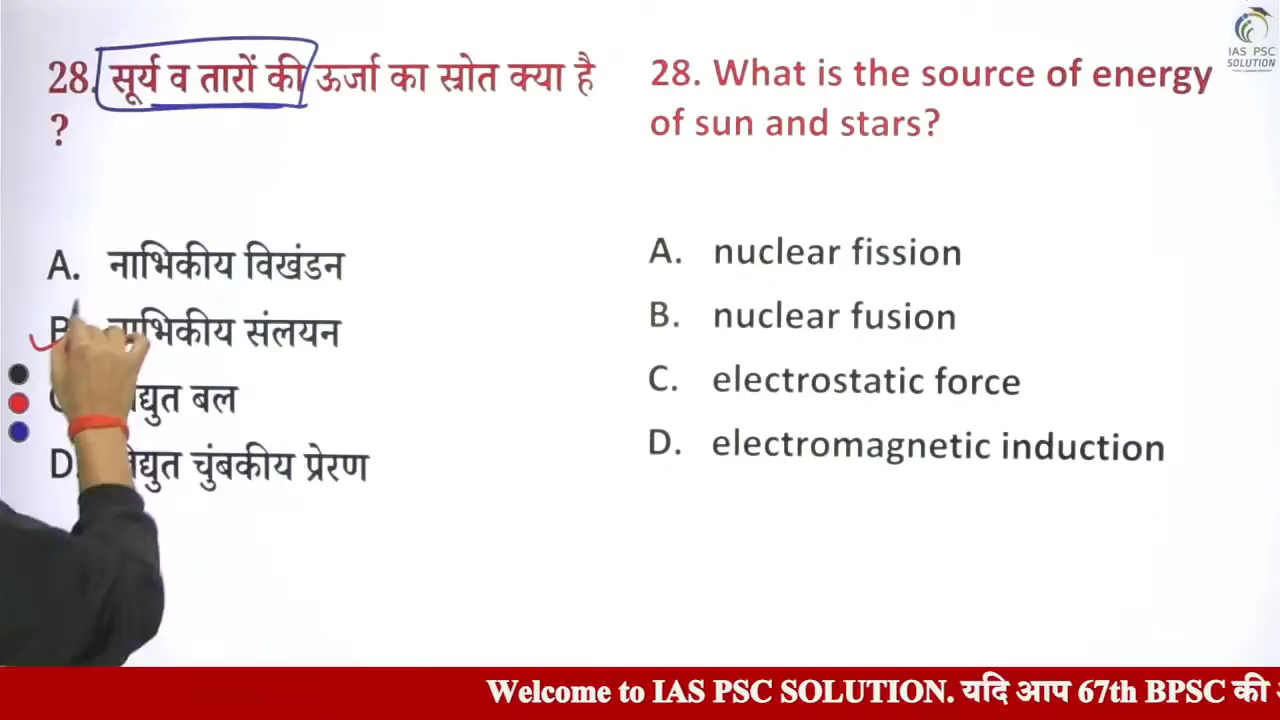 28. सूर्य व तारों की ऊर्जा का स्रोत क्या है
?
A. नाभिकीय विखंडन
B. नाभिकीय संलयन
बल
D. चुंबकीय प्रेरण
28. What is the source of energy
of sun and stars?
A. nuclear fission
B. nuclear fusion
C. electrostatic force
D. electromagnetic induction
IAS PSC
SOLUTION
Welcome to IAS PSC SOLUTION. यदि आप 67th BPSC की